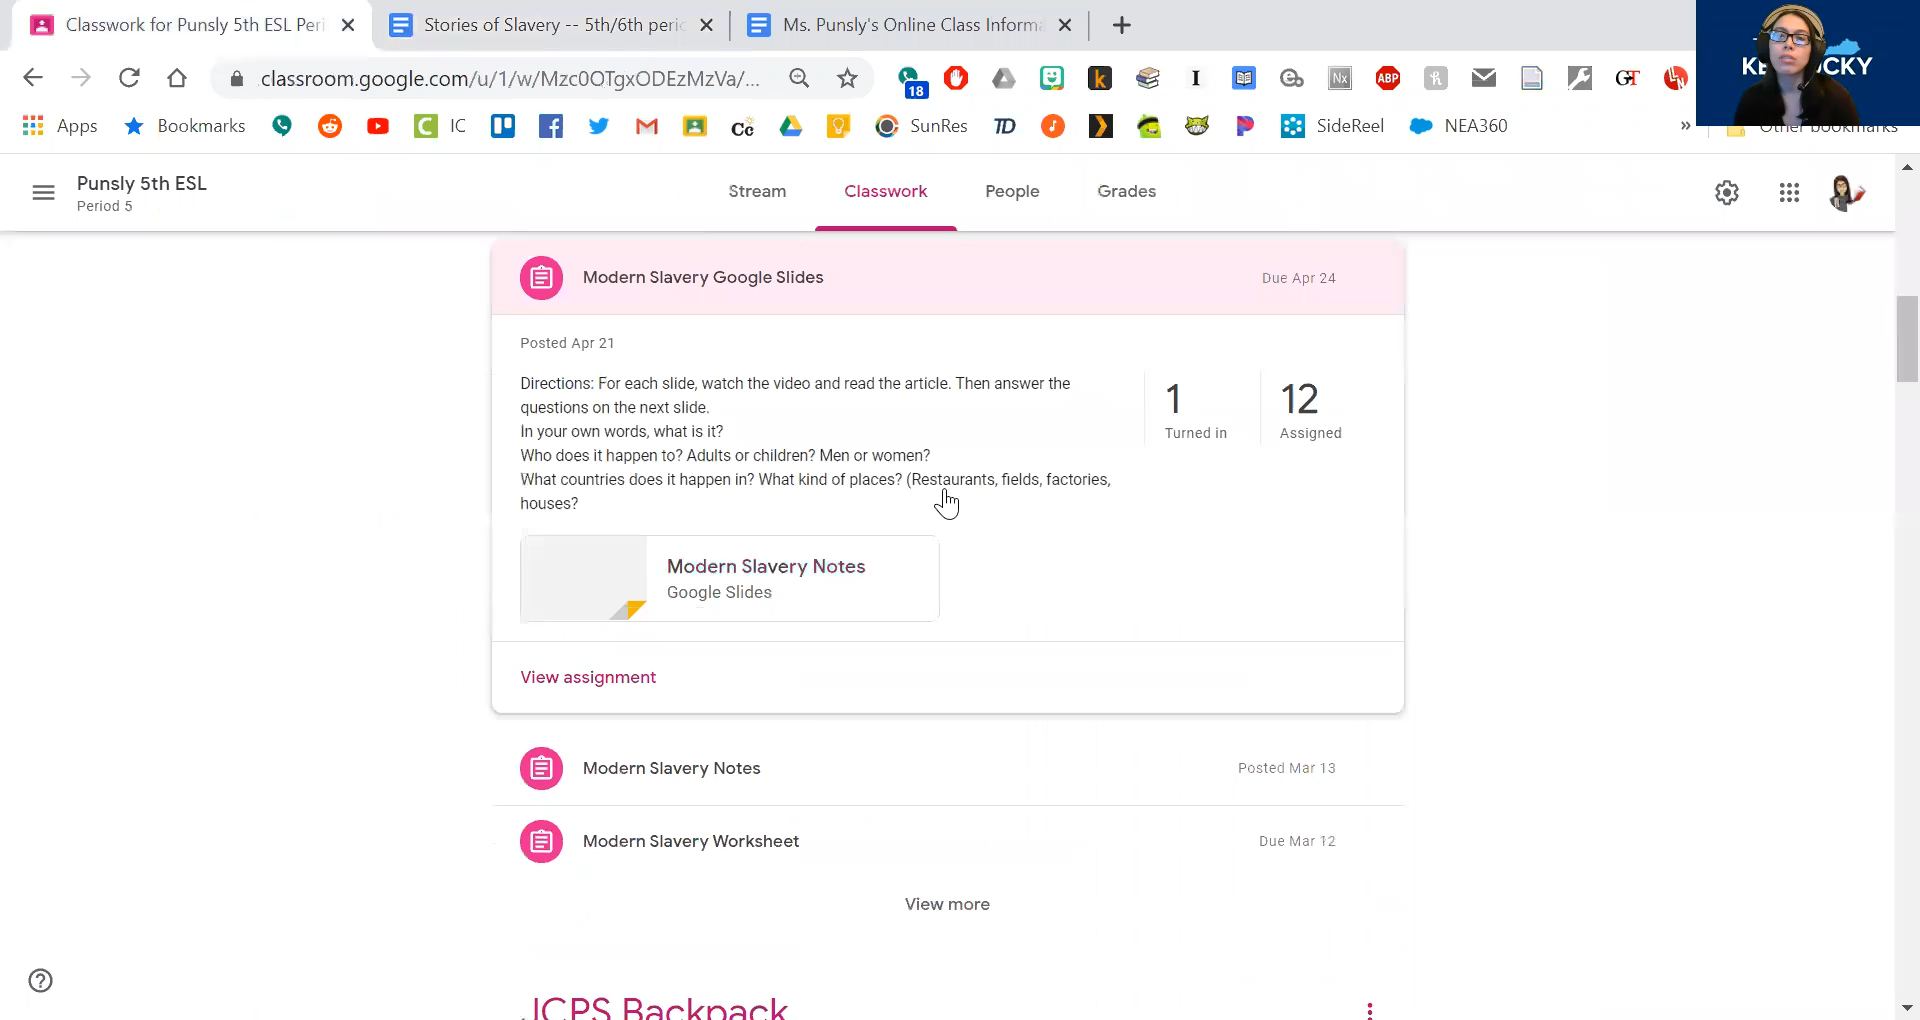 Classwork for Punsly 5th ESL Peri
Stories of Slavery -- 5th/6th peri
Ms. Punsly's Online Class Informa
classroom.google.com/u/1/w/Mzc0OTgxODEzMzVa/...
18
ABP
Apps
Bookmarks
IC
SunRes
SideReel
NEA360
Other bookmarks
Punsly 5th ESL
Period 5
Stream
Classwork
People
Grades
Modern Slavery Google Slides
Due Apr 24
Posted Apr 21
Directions: For each slide, watch the video and read the article. Then answer the
questions on the next slide.
In your own words, what is it?
Who does it happen to? Adults or children? Men or women?
What countries does it happen in? What kind of places? (Restaurants, fields, factories,
houses?
1
Turned in
12
Assigned
Modern Slavery Notes
Google Slides
View assignment
Modern Slavery Notes
Posted Mar 13
Modern Slavery Worksheet
Due Mar 12
View more
JCPS Backpack